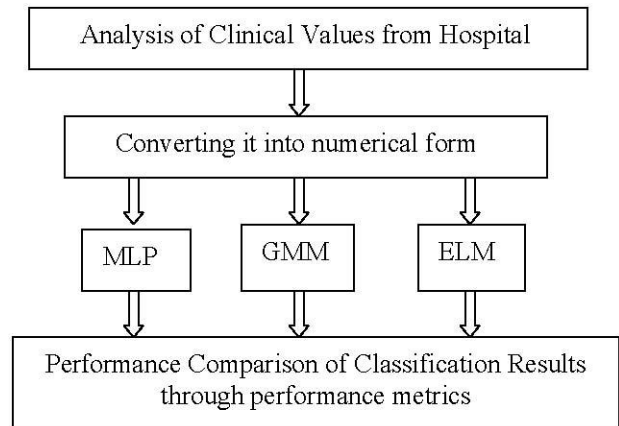 Analysis of Clinical Values from Hospital
Converting it into numerical form
MLP
GMM
ELM
Performance Comparison of Classification Results
through performance metrics